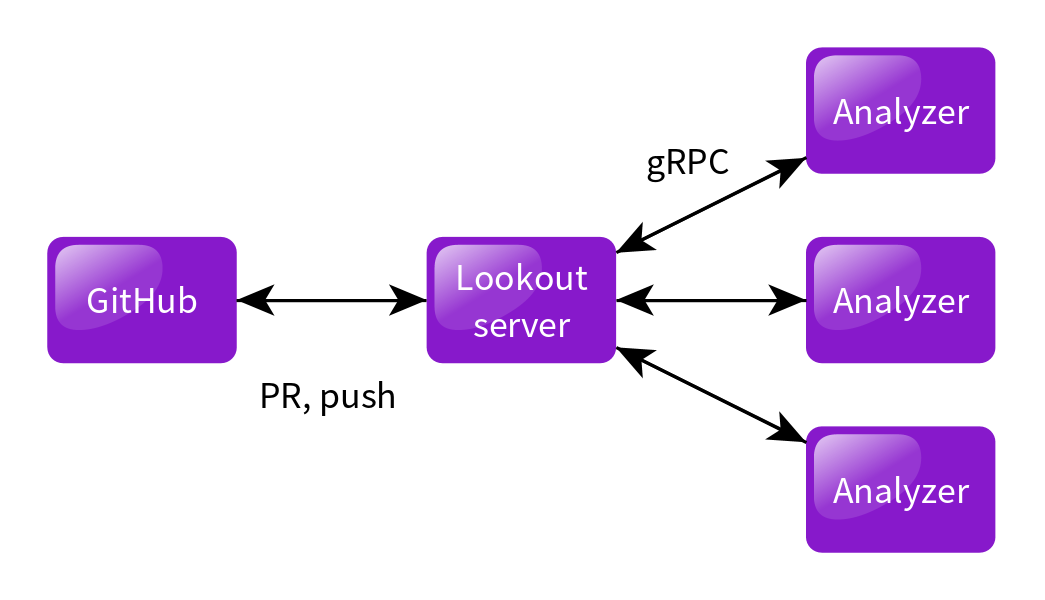 GitHub
PR, push
Lookout
server
gRPC
Analyzer
Analyzer
Analyzer